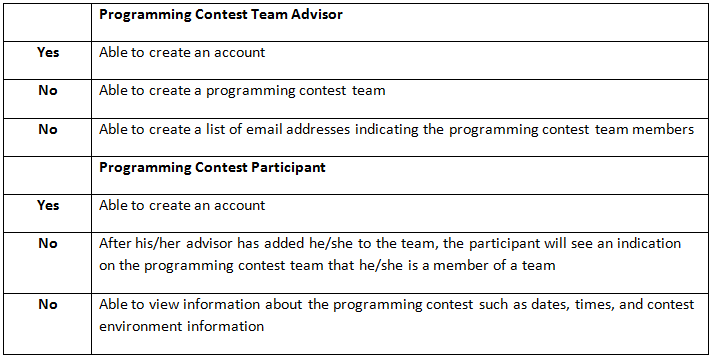 Programming Contest Team Advisor
Yes Able to create an account
No Able to create a programming contest team
No Able to create a list of email addresses indicating the programming contest team members
Programming Contest Participant
Yes Able to create an account
No After his/her advisor has added he/she to the team, the participant will see an indication
on the programming contest team that he/she is a member of a team
No Able to view information about the programming contest such as dates, times, and contest
environment information